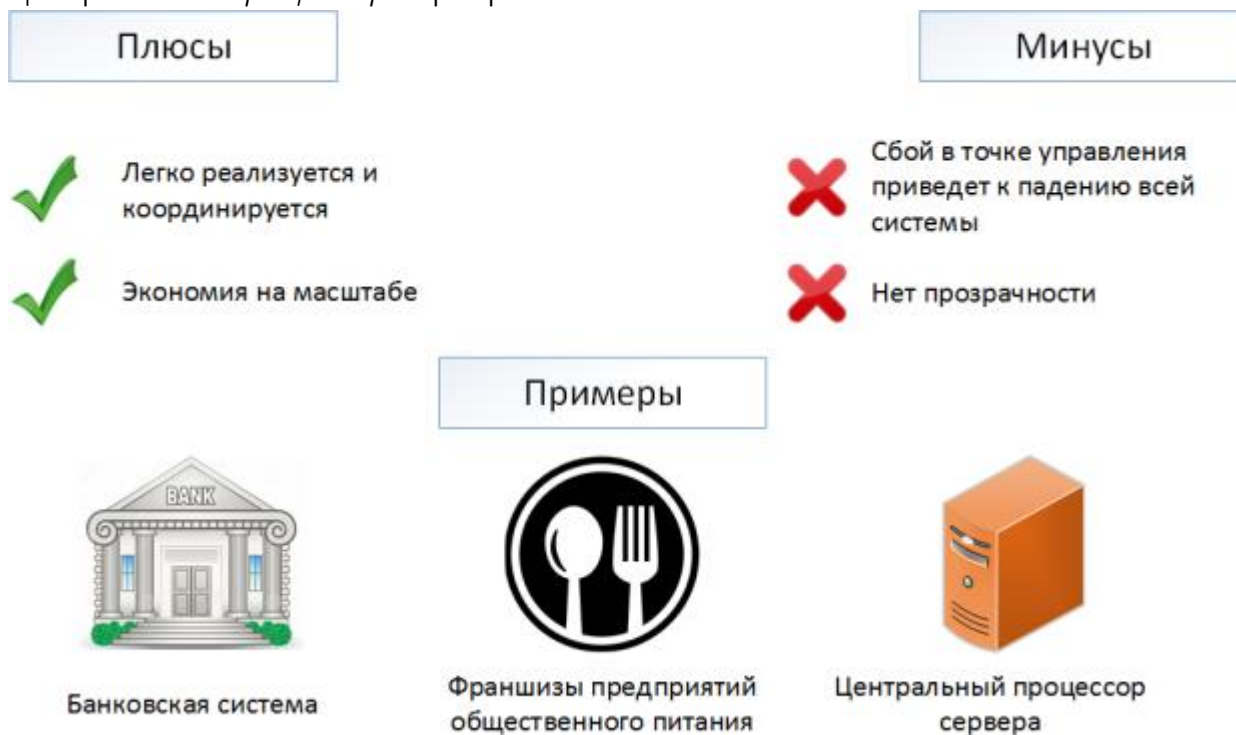 Плюсы
Минусы
Легко реализуется и
координируется
Экономия на масштабе
Сбой в точке управления
приведет к падению всей
системы
Нет прозрачности
Примеры
BANK
Банковская система
Франшизы предприятий
общественного питания
Центральный процессор
сервера